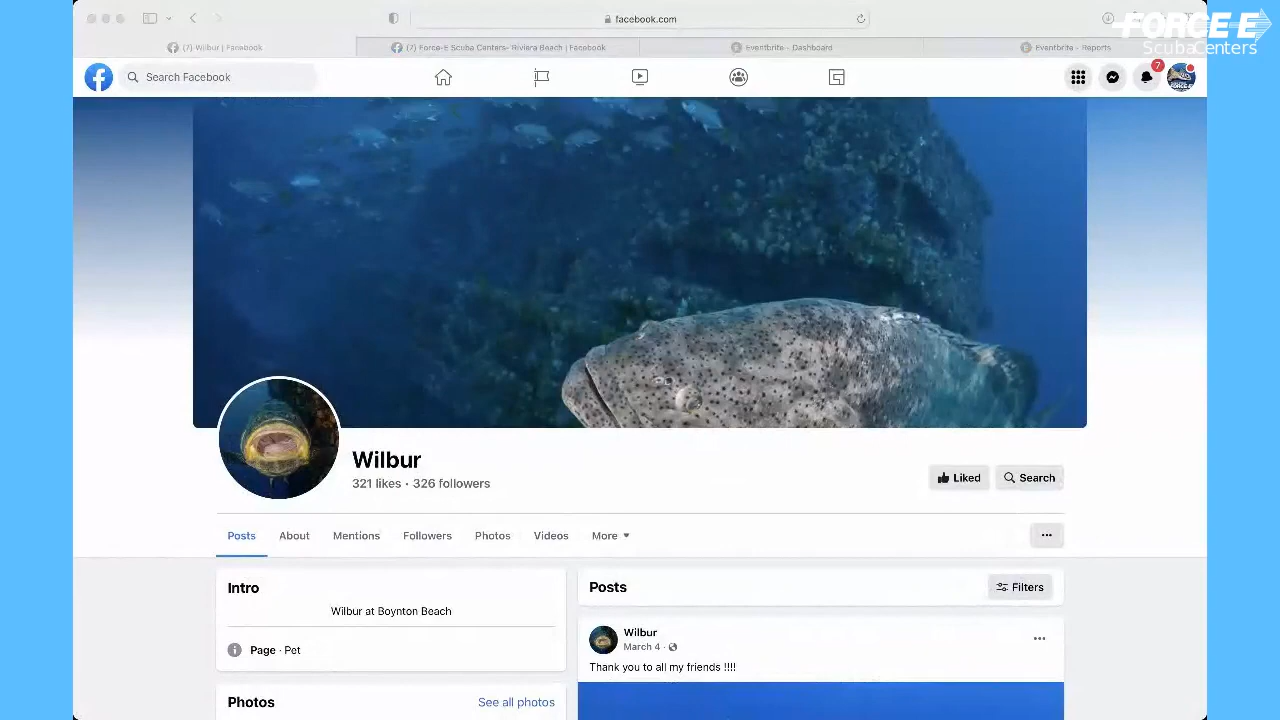 facebook.com
FORCE-E
ScubaCenters
(7) Wilbur | Facebook
(7) Force-E Scuba Centers - Riviera Beach | Facebook
Eventbrite - Dashboard
Eventbrite - Reports
Search Facebook
7
Wilbur
321 likes · 326 followers
Liked
Search
Posts
About
Mentions
Followers
Photos
Videos
More
Intro
Wilbur at Boynton Beach
Page · Pet
Photos
See all photos
Posts
Filters
Wilbur
March 4 ·
Thank you to all my friends !!!!